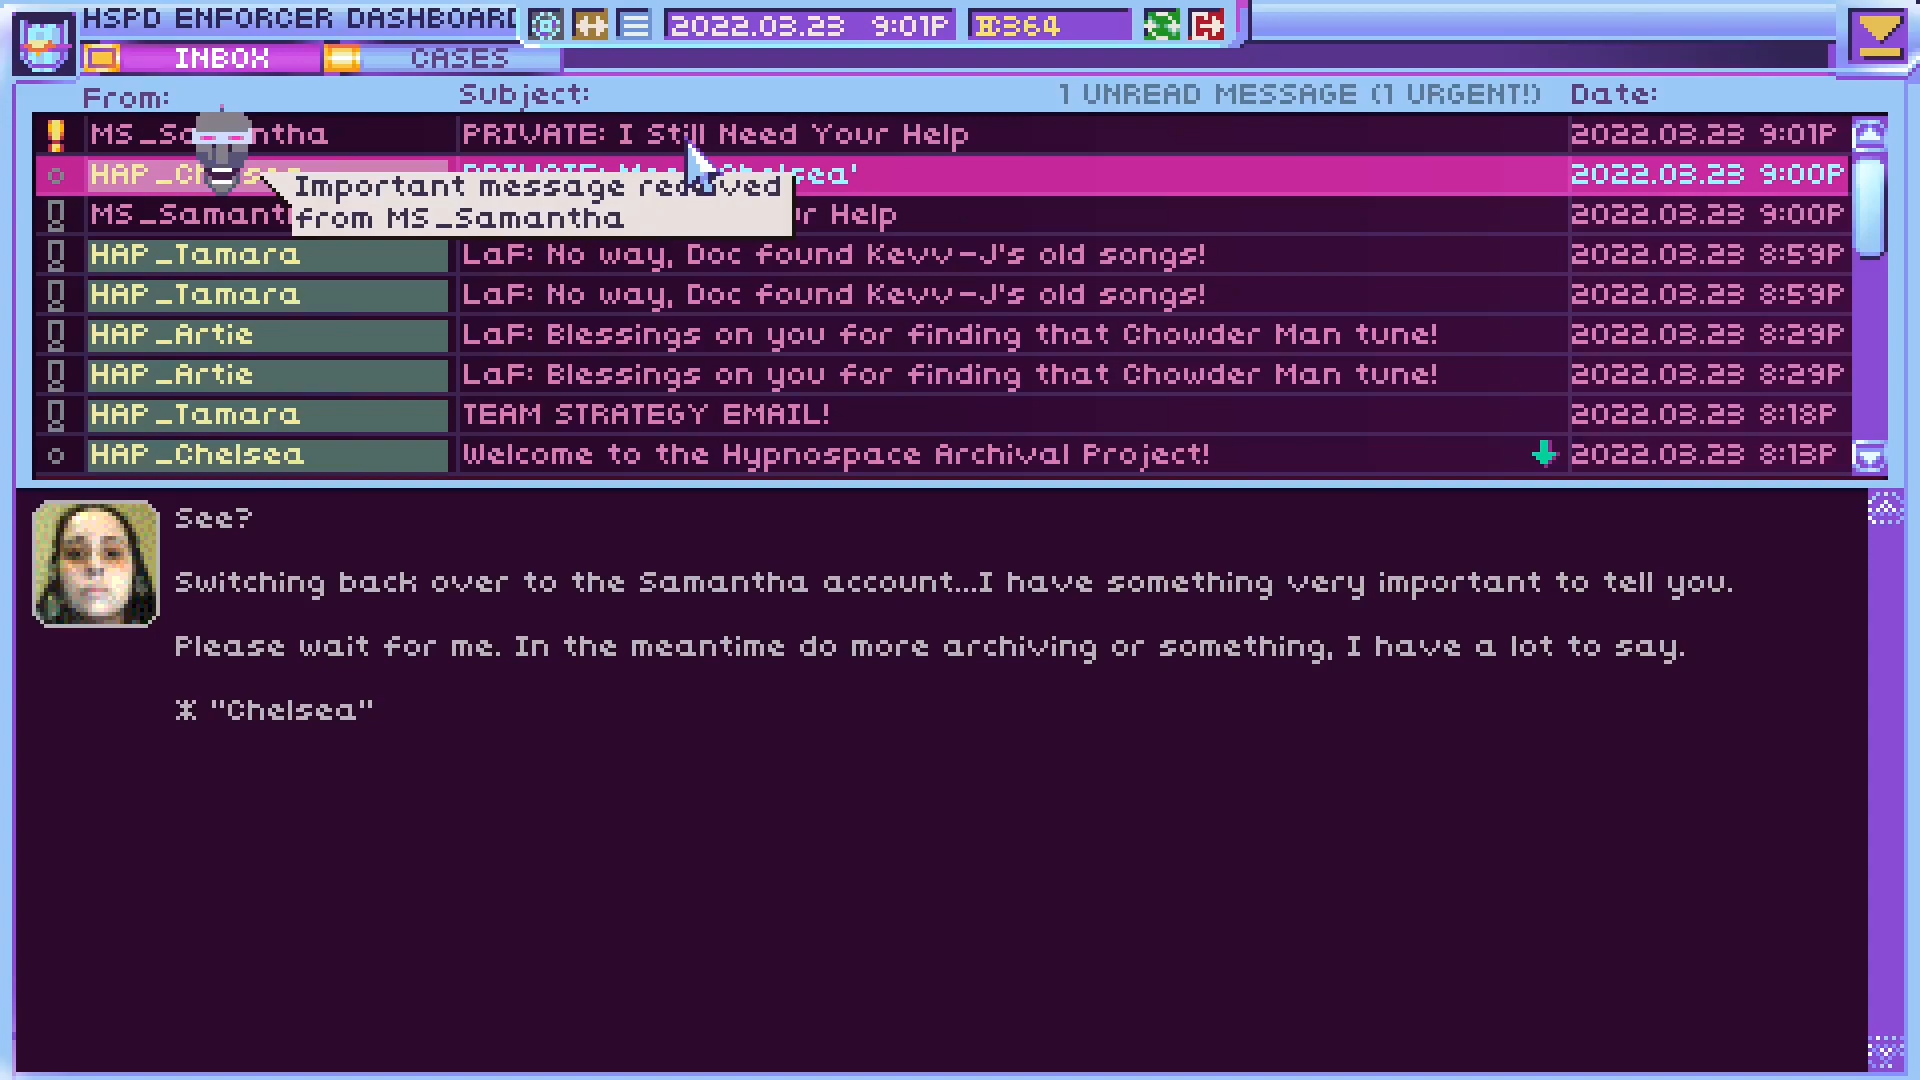 HSPD ENFORCER DASHBOARD
2022.03.23 9:01P
364
INBOX
CASES
From:
Subject:
1 UNREAD MESSAGE (1 URGENT!)
Date:
MS_Samantha PRIVATE: I Still Need Your Help 2022.03.23 9:01P
HAP_Chelsea PRIVATE: 2022.03.23 9:00P
Important message received
from MS_Samantha
MS_Samant r Help 2022.03.23 9:00P
HAP_Tamara LaF: No way, Doc found Kevv-J's old songs! 2022.03.23 8:59P
HAP_Tamara LaF: No way, Doc found Kevv-J's old songs! 2022.03.23 8:59P
HAP_Artie LaF: Blessings on you for finding that Chowder Man tune! 2022.03.23 8:29P
HAP_Artie LaF: Blessings on you for finding that Chowder Man tune! 2022.03.23 8:29P
HAP_Tamara TEAM STRATEGY EMAIL! 2022.03.23 8:18P
HAP_Chelsea Welcome to the Hypnospace Archival Project! 2022.03.23 8:13P
See?
Switching back over to the Samantha account...I have something very important to tell you.
Please wait for me. In the meantime do more archiving or something, I have a lot to say.
* "Chelsea"